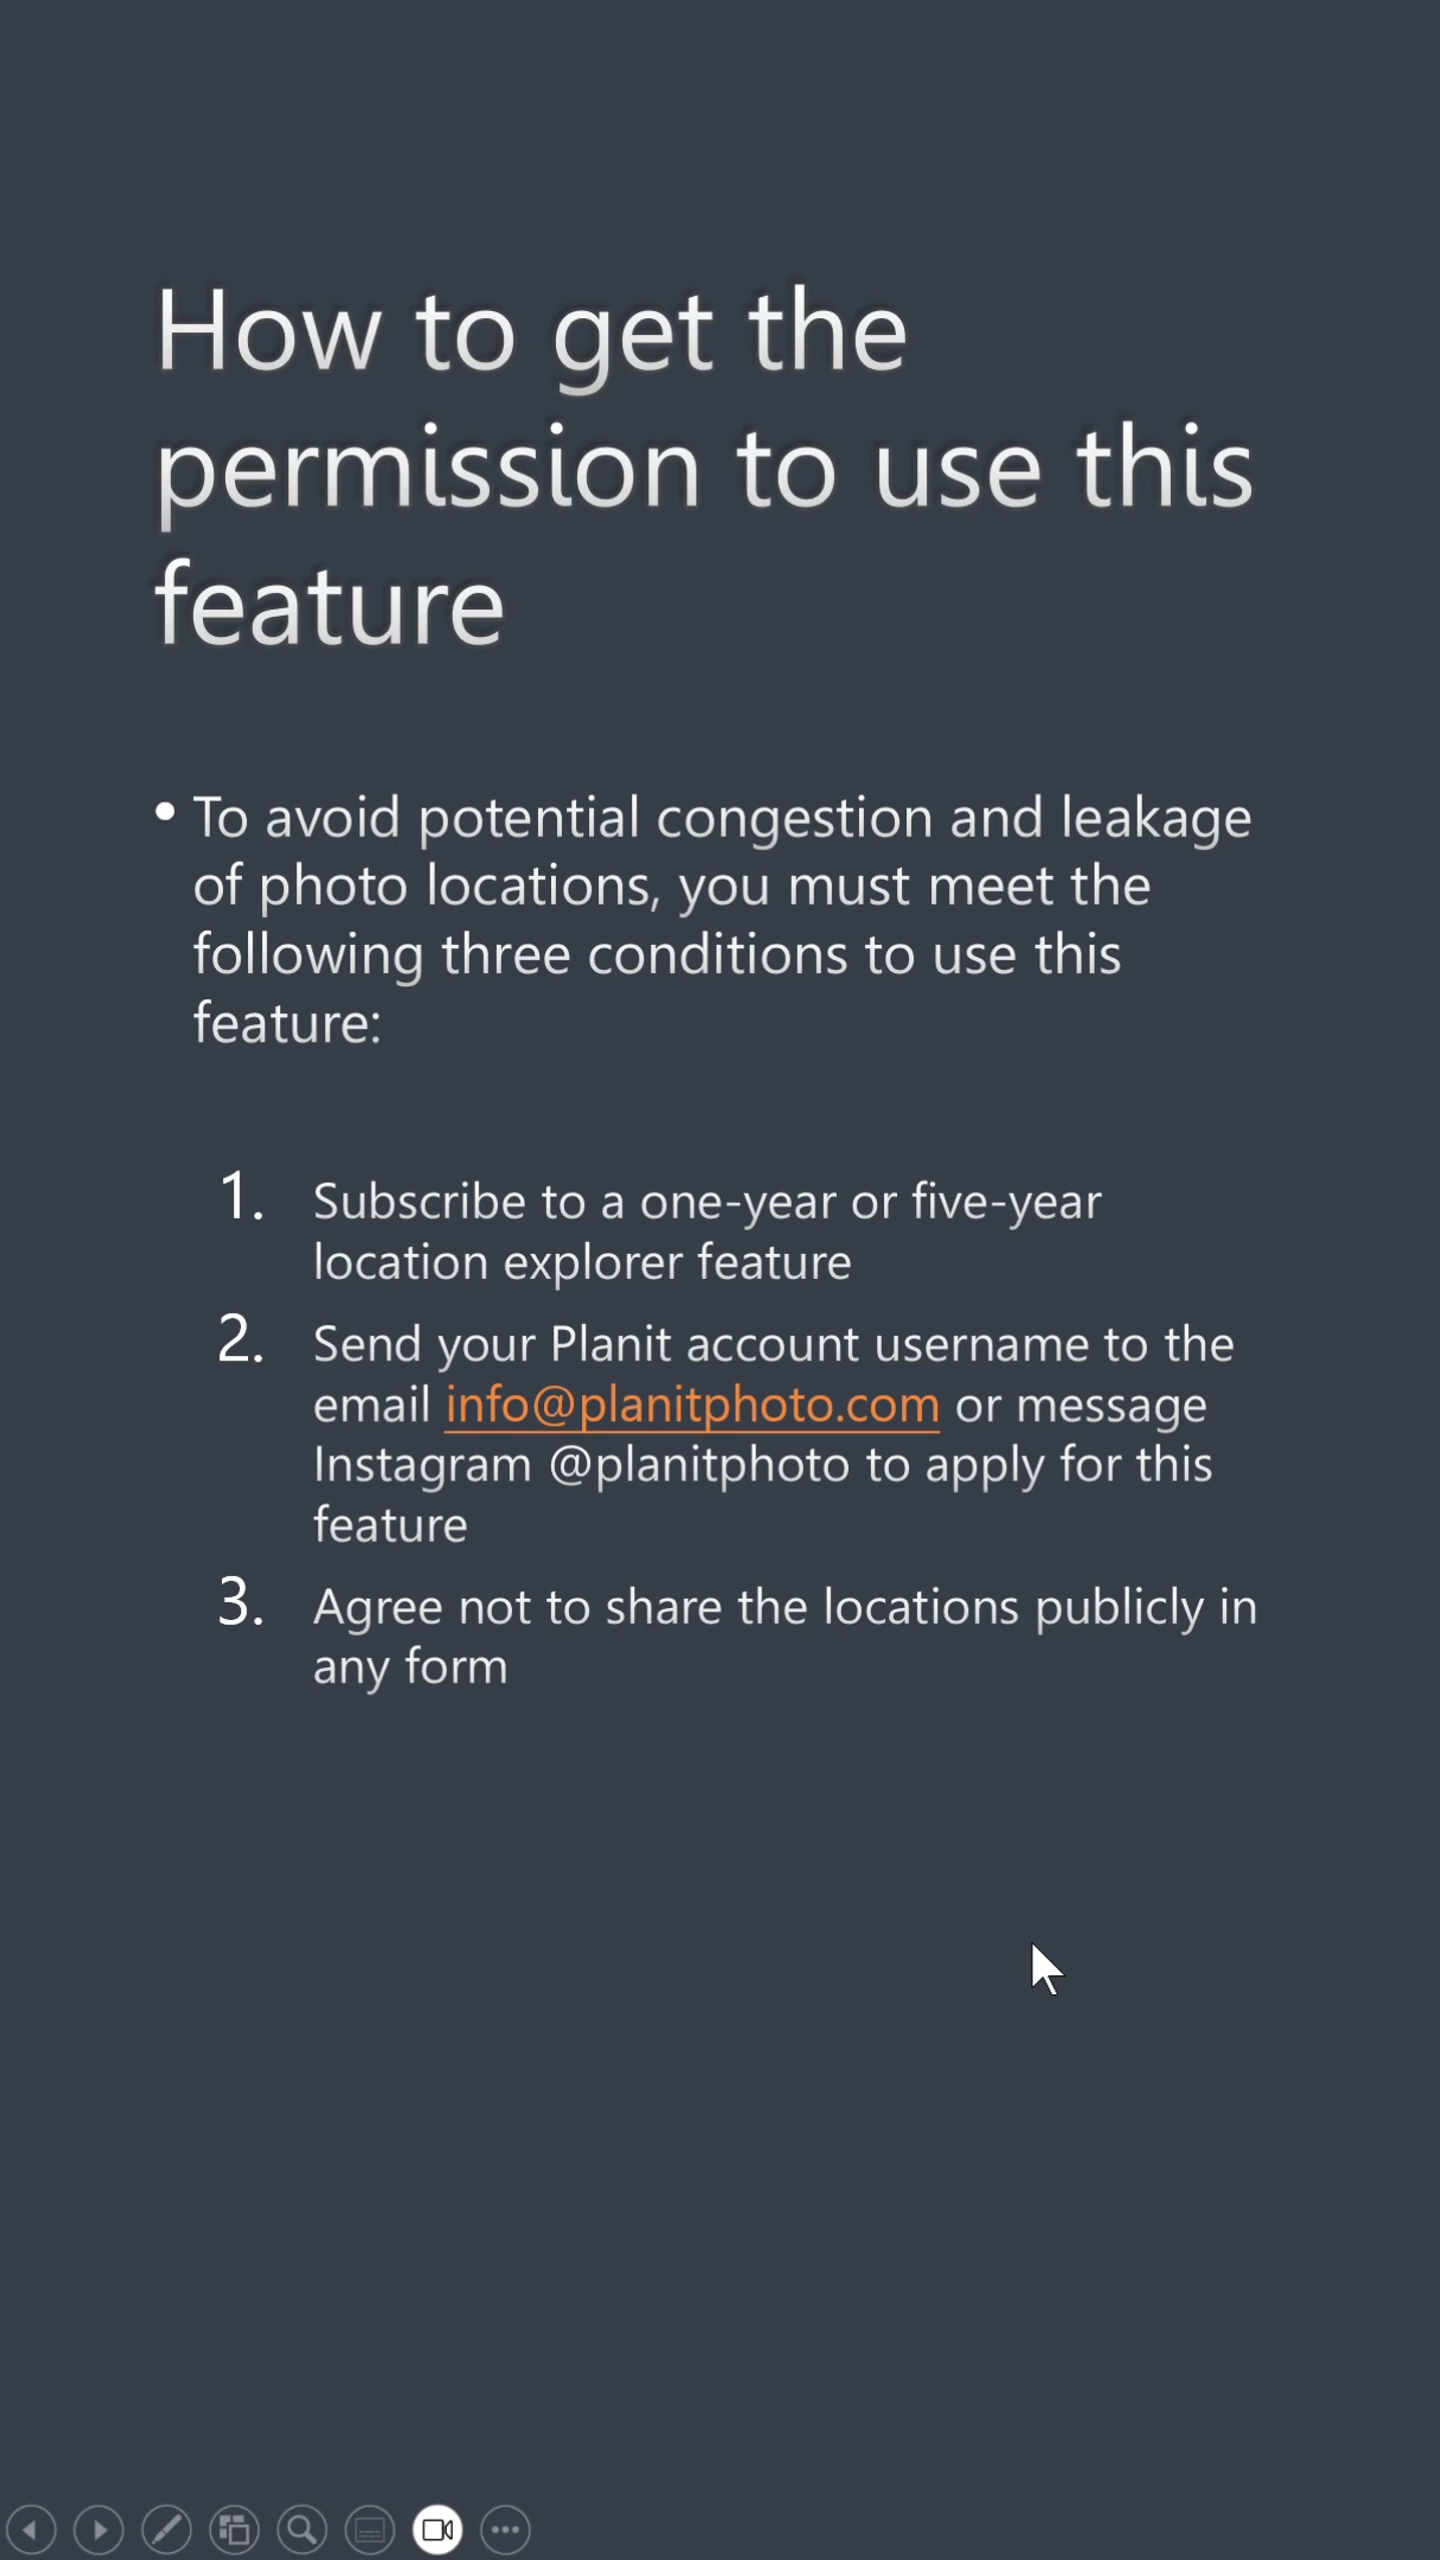 How to get the
permission to use this
feature
• To avoid potential congestion and leakage
of photo locations, you must meet the
following three conditions to use this
feature:
1. Subscribe to a one-year or five-year
location explorer feature
2. Send your Planit account username to the
email info@planitphoto.com or message
Instagram @planitphoto to apply for this
feature
3. Agree not to share the locations publicly in
any form